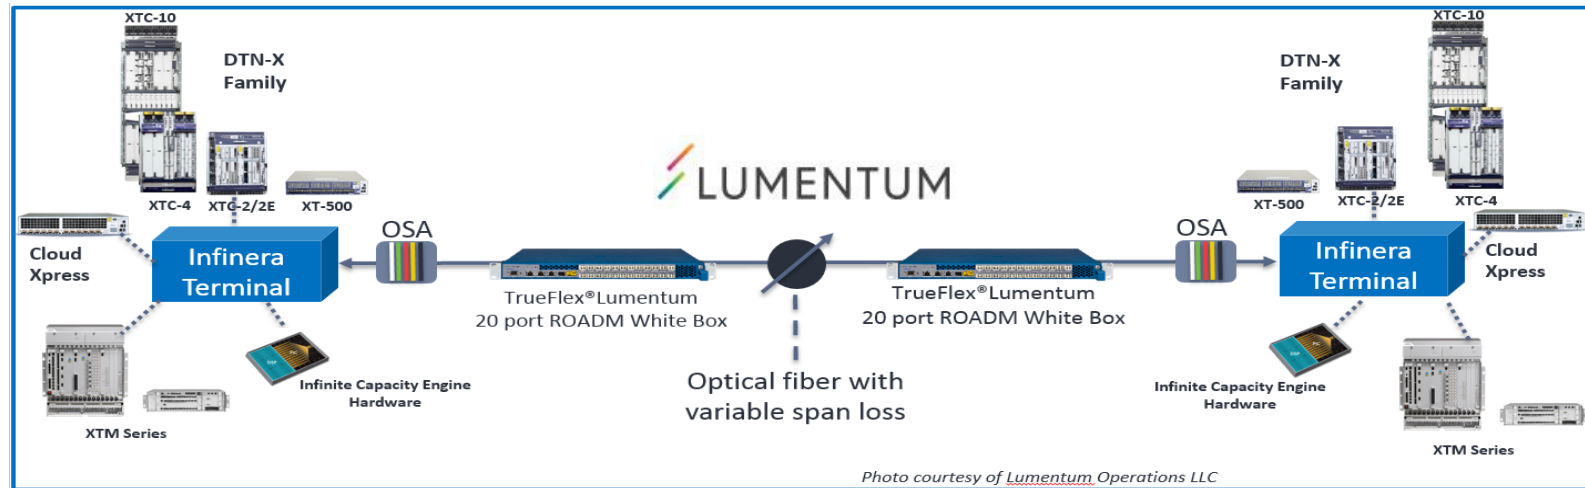 XTC-10
DTN-X
Family
XTC-4
XTC-2/2E
XT-500
Cloud
Xpress
Infinera
Terminal
OSA
XTM Series
Infinite Capacity Engine
Hardware
TrueFlex®Lumentum
20 port ROADM White Box
LUMENTUM
Optical fiber with
variable span loss
TrueFlex®Lumentum
20 port ROADM White Box
OSA
XTC-10
DTN-X
Family
XT-500
XTC-2/2E
XTC-4
Infinera
Terminal
Cloud
Xpress
Infinite Capacity Engine
Hardware
XTM Series
Photo courtesy of Lumentum Operations LLC